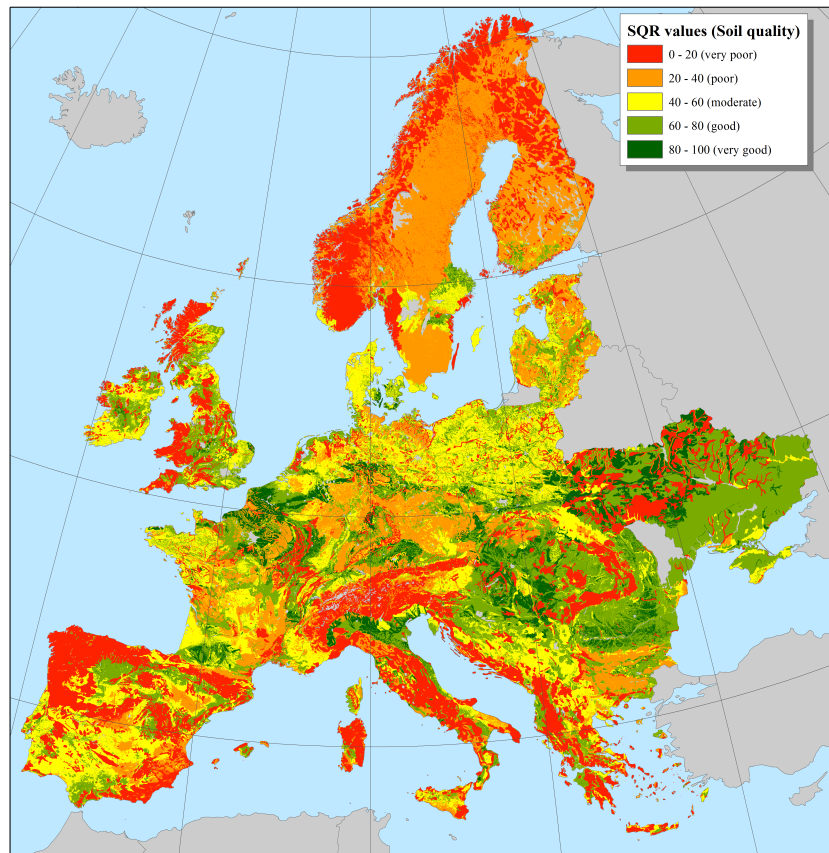 SQR values (Soil quality)
0 - 20 (very poor)
20 - 40 (poor)
40 - 60 (moderate)
60 - 80 (good)
80 - 100 (very good)